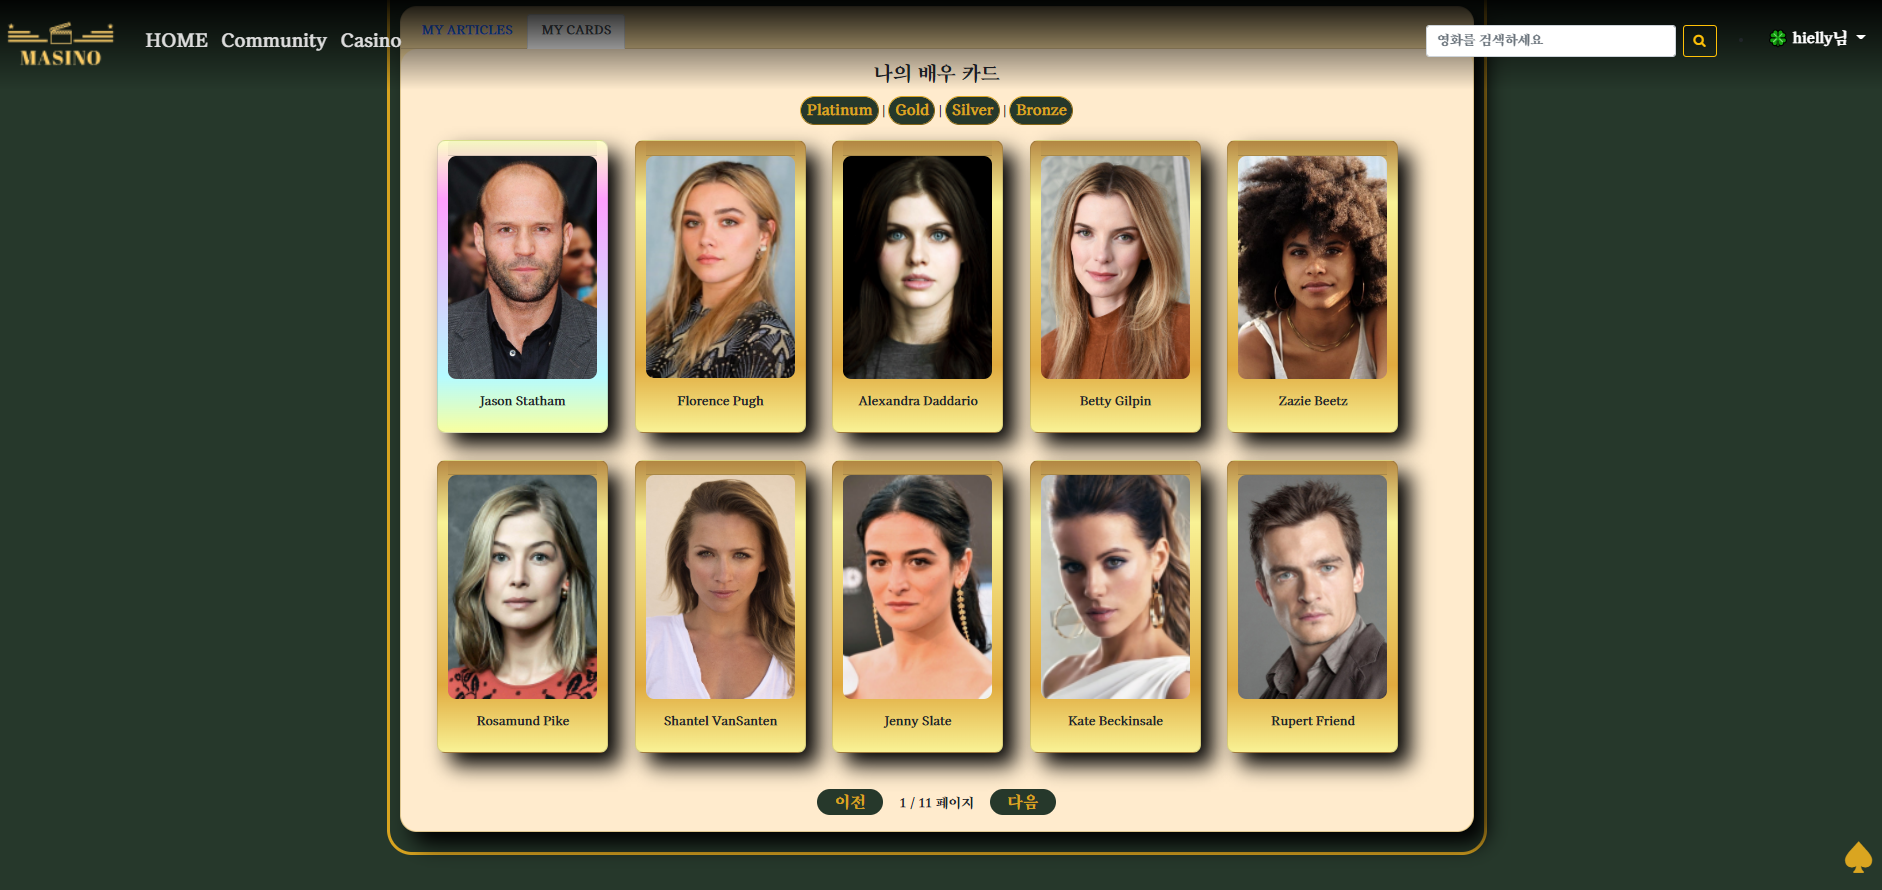 MASINO
HOME Community Casino
MY ARTICLES MY CARDS
영화를 검색하세요
hielly님
나의 배우 카드
Platinum | Gold | Silver | Bronze
Jason Statham
Florence Pugh
Alexandra Daddario
Betty Gilpin
Zazie Beetz
Rosamund Pike
Shantel VanSanten
Jenny Slate
Kate Beckinsale
Rupert Friend
이전 1 / 11 페이지 다음